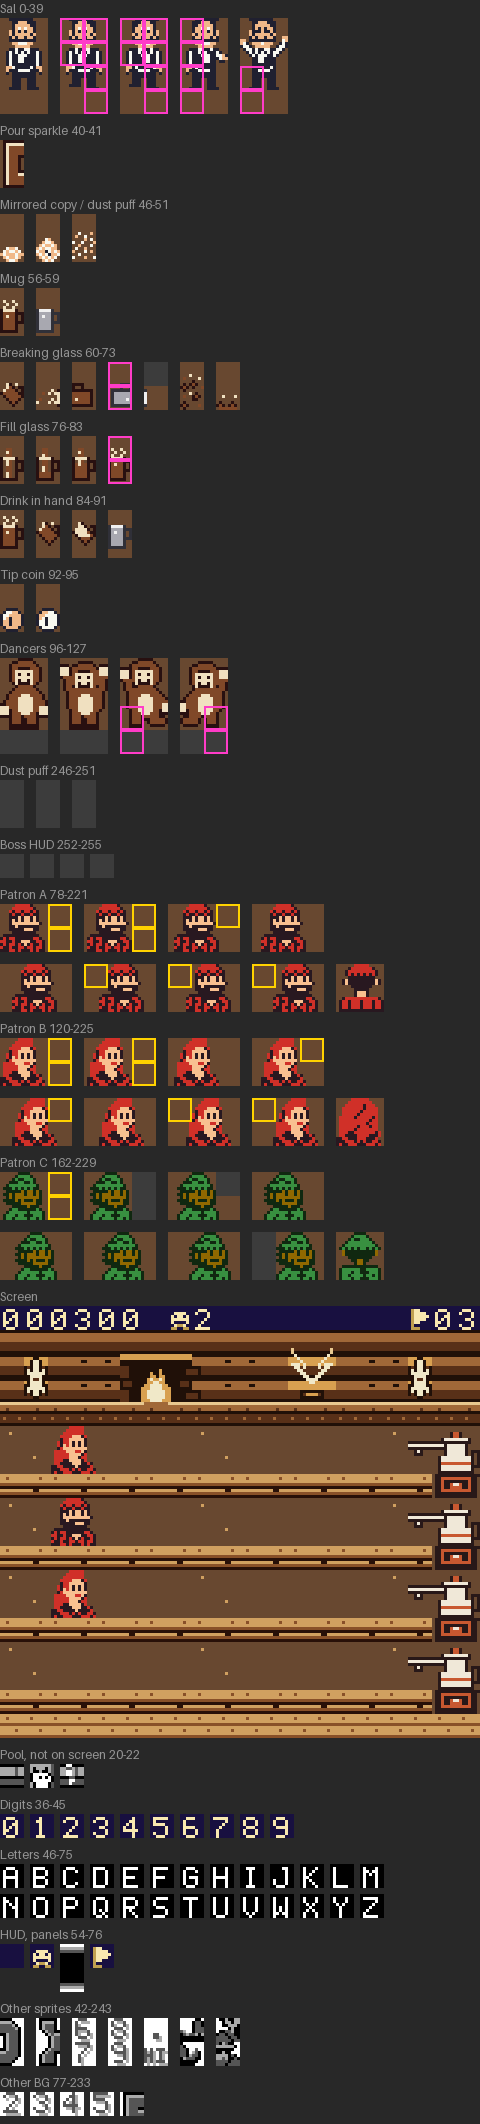 Sal 0-39
Pour sparkle 40-41
Mirrored copy / dust puff 46-51
Mug 56-59
Breaking glass 60-73
Fill glass 76-83
Drink in hand 84-91
Tip coin 92-95
Dancers 96-127
Dust puff 246-251
Boss HUD 252-255
Patron A 78-221
Patron B 120-225
Patron C 162-229
Screen
000300 2 03
Pool, not on screen 20-22
Digits 36-45
0 1 2 3 4 5 6 7 8 9
Letters 46-75
A B C D E F G H I J K L M
N O P Q R S T U V W X Y Z
HUD, panels 54-76
Other sprites 42-243
HI
Other BG 77-233
2 3 4 5